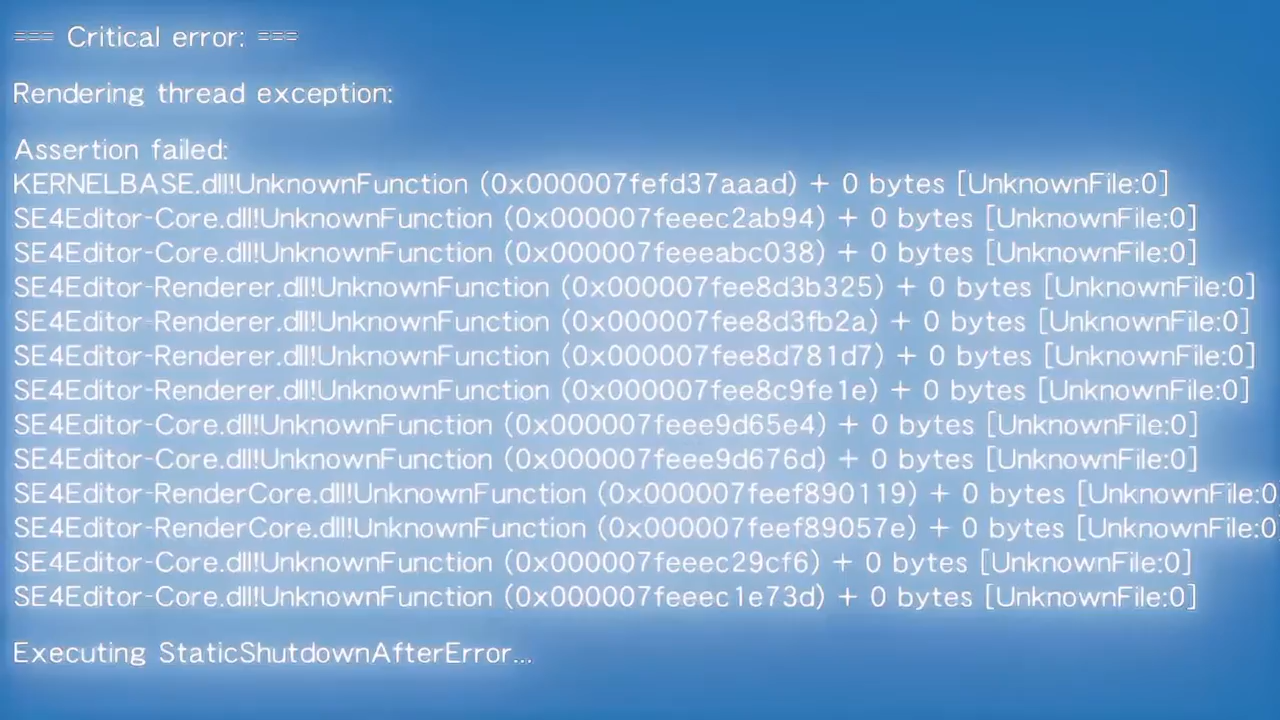 === Critical error: ===
Rendering thread exception:
Assertion failed:
KERNELBASE.dll!UnknownFunction (0x000007fefd37aaad) + 0 bytes [UnknownFile:0]
SE4Editor-Core.dll!UnknownFunction (0x000007feeec2ab94) + 0 bytes [UnknownFile:0]
SE4Editor-Core.dll!UnknownFunction (0x000007feeeabc038) + 0 bytes [UnknownFile:0]
SE4Editor-Renderer.dll!UnknownFunction (0x000007fee8d3b325) + 0 bytes [UnknownFile:0]
SE4Editor-Renderer.dll!UnknownFunction (0x000007fee8d3fb2a) + 0 bytes [UnknownFile:0]
SE4Editor-Renderer.dll!UnknownFunction (0x000007fee8d781d7) + 0 bytes [UnknownFile:0]
SE4Editor-Renderer.dll!UnknownFunction (0x000007fee8c9fe1e) + 0 bytes [UnknownFile:0]
SE4Editor-Core.dll!UnknownFunction (0x000007feee9d65e4) + 0 bytes [UnknownFile:0]
SE4Editor-Core.dll!UnknownFunction (0x000007feee9d676d) + 0 bytes [UnknownFile:0]
SE4Editor-RenderCore.dll!UnknownFunction (0x000007feef890119) + 0 bytes [UnknownFile:0
SE4Editor-RenderCore.dll!UnknownFunction (0x000007feef89057e) + 0 bytes [UnknownFile:0]
SE4Editor-Core.dll!UnknownFunction (0x000007feeec29cf6) + 0 bytes [UnknownFile:0]
SE4Editor-Core.dll!UnknownFunction (0x000007feeec1e73d) + 0 bytes [UnknownFile:0]
Executing StaticShutdownAfterError...